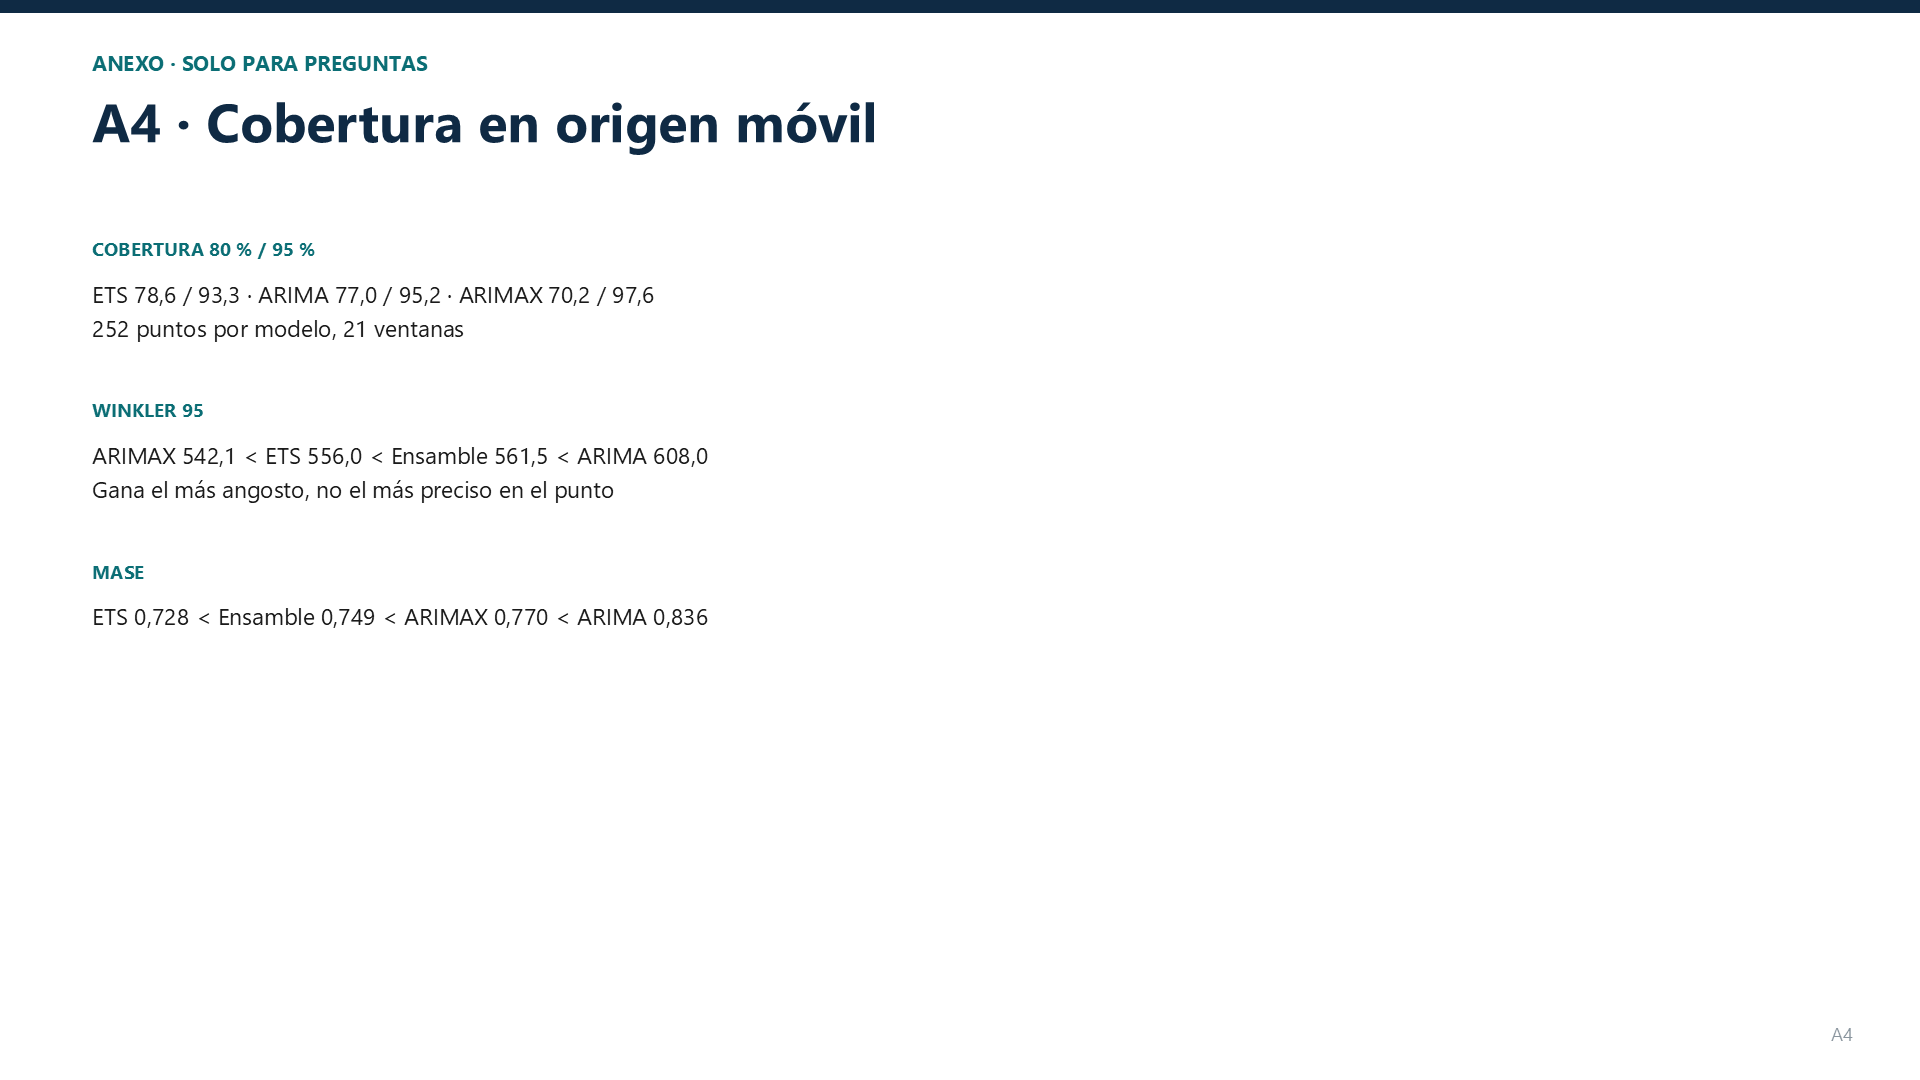 ANEXO · SOLO PARA PREGUNTAS
A4 · Cobertura en origen móvil
COBERTURA 80 % / 95 %
ETS 78,6 / 93,3 · ARIMA 77,0 / 95,2 · ARIMAX 70,2 / 97,6
252 puntos por modelo, 21 ventanas
WINKLER 95
ARIMAX 542,1 < ETS 556,0 < Ensamble 561,5 < ARIMA 608,0
Gana el más angosto, no el más preciso en el punto
MASE
ETS 0,728 < Ensamble 0,749 < ARIMAX 0,770 < ARIMA 0,836
A4